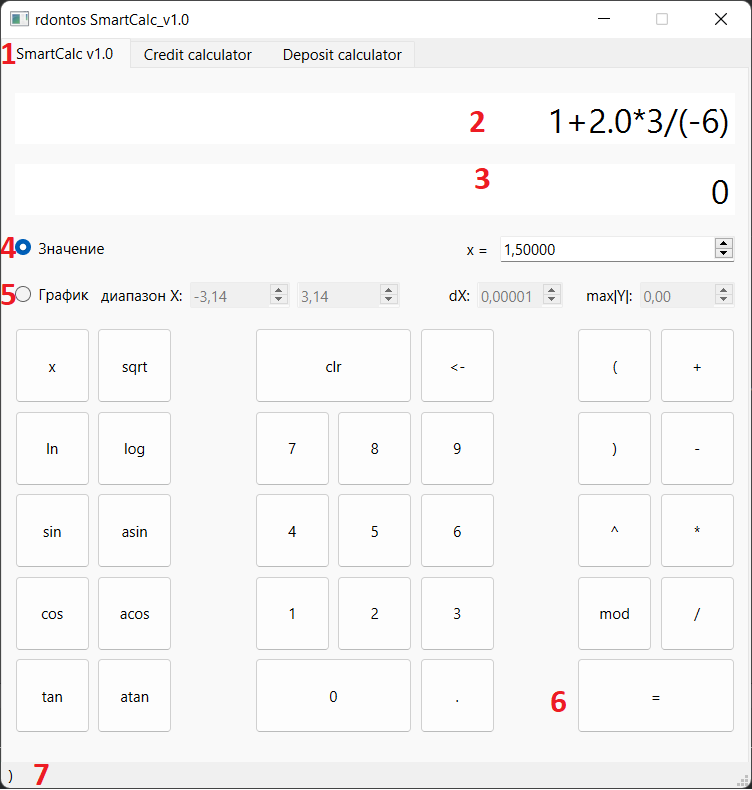 rdontos SmartCalc_v1.0
1 SmartCalc v1.0 Credit calculator Deposit calculator
2 1+2.0*3/(-6)
3
0
4 Значение x = 1,50000
5 График диапазон X: -3,14 3,14 dX: 0,00001 max|Y|: 0,00
x sqrt clr <- ( +
ln log 7 8 9 ) -
sin asin 4 5 6 ^ *
cos acos 1 2 3 mod /
tan atan 0 . 6 =
) 7